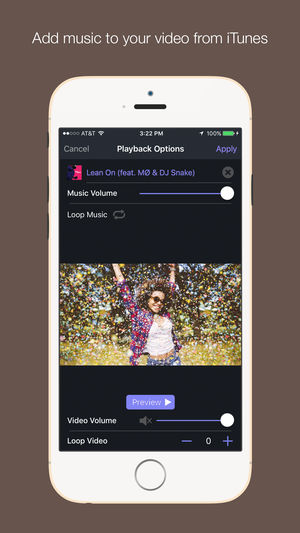 Add music to your video from iTunes
AT&T 3:22 PM 100%
Cancel Playback Options Apply
Lean On (feat. MØ & DJ Snake)
Music Volume
Loop Music
Preview
Video Volume
Loop Video 0